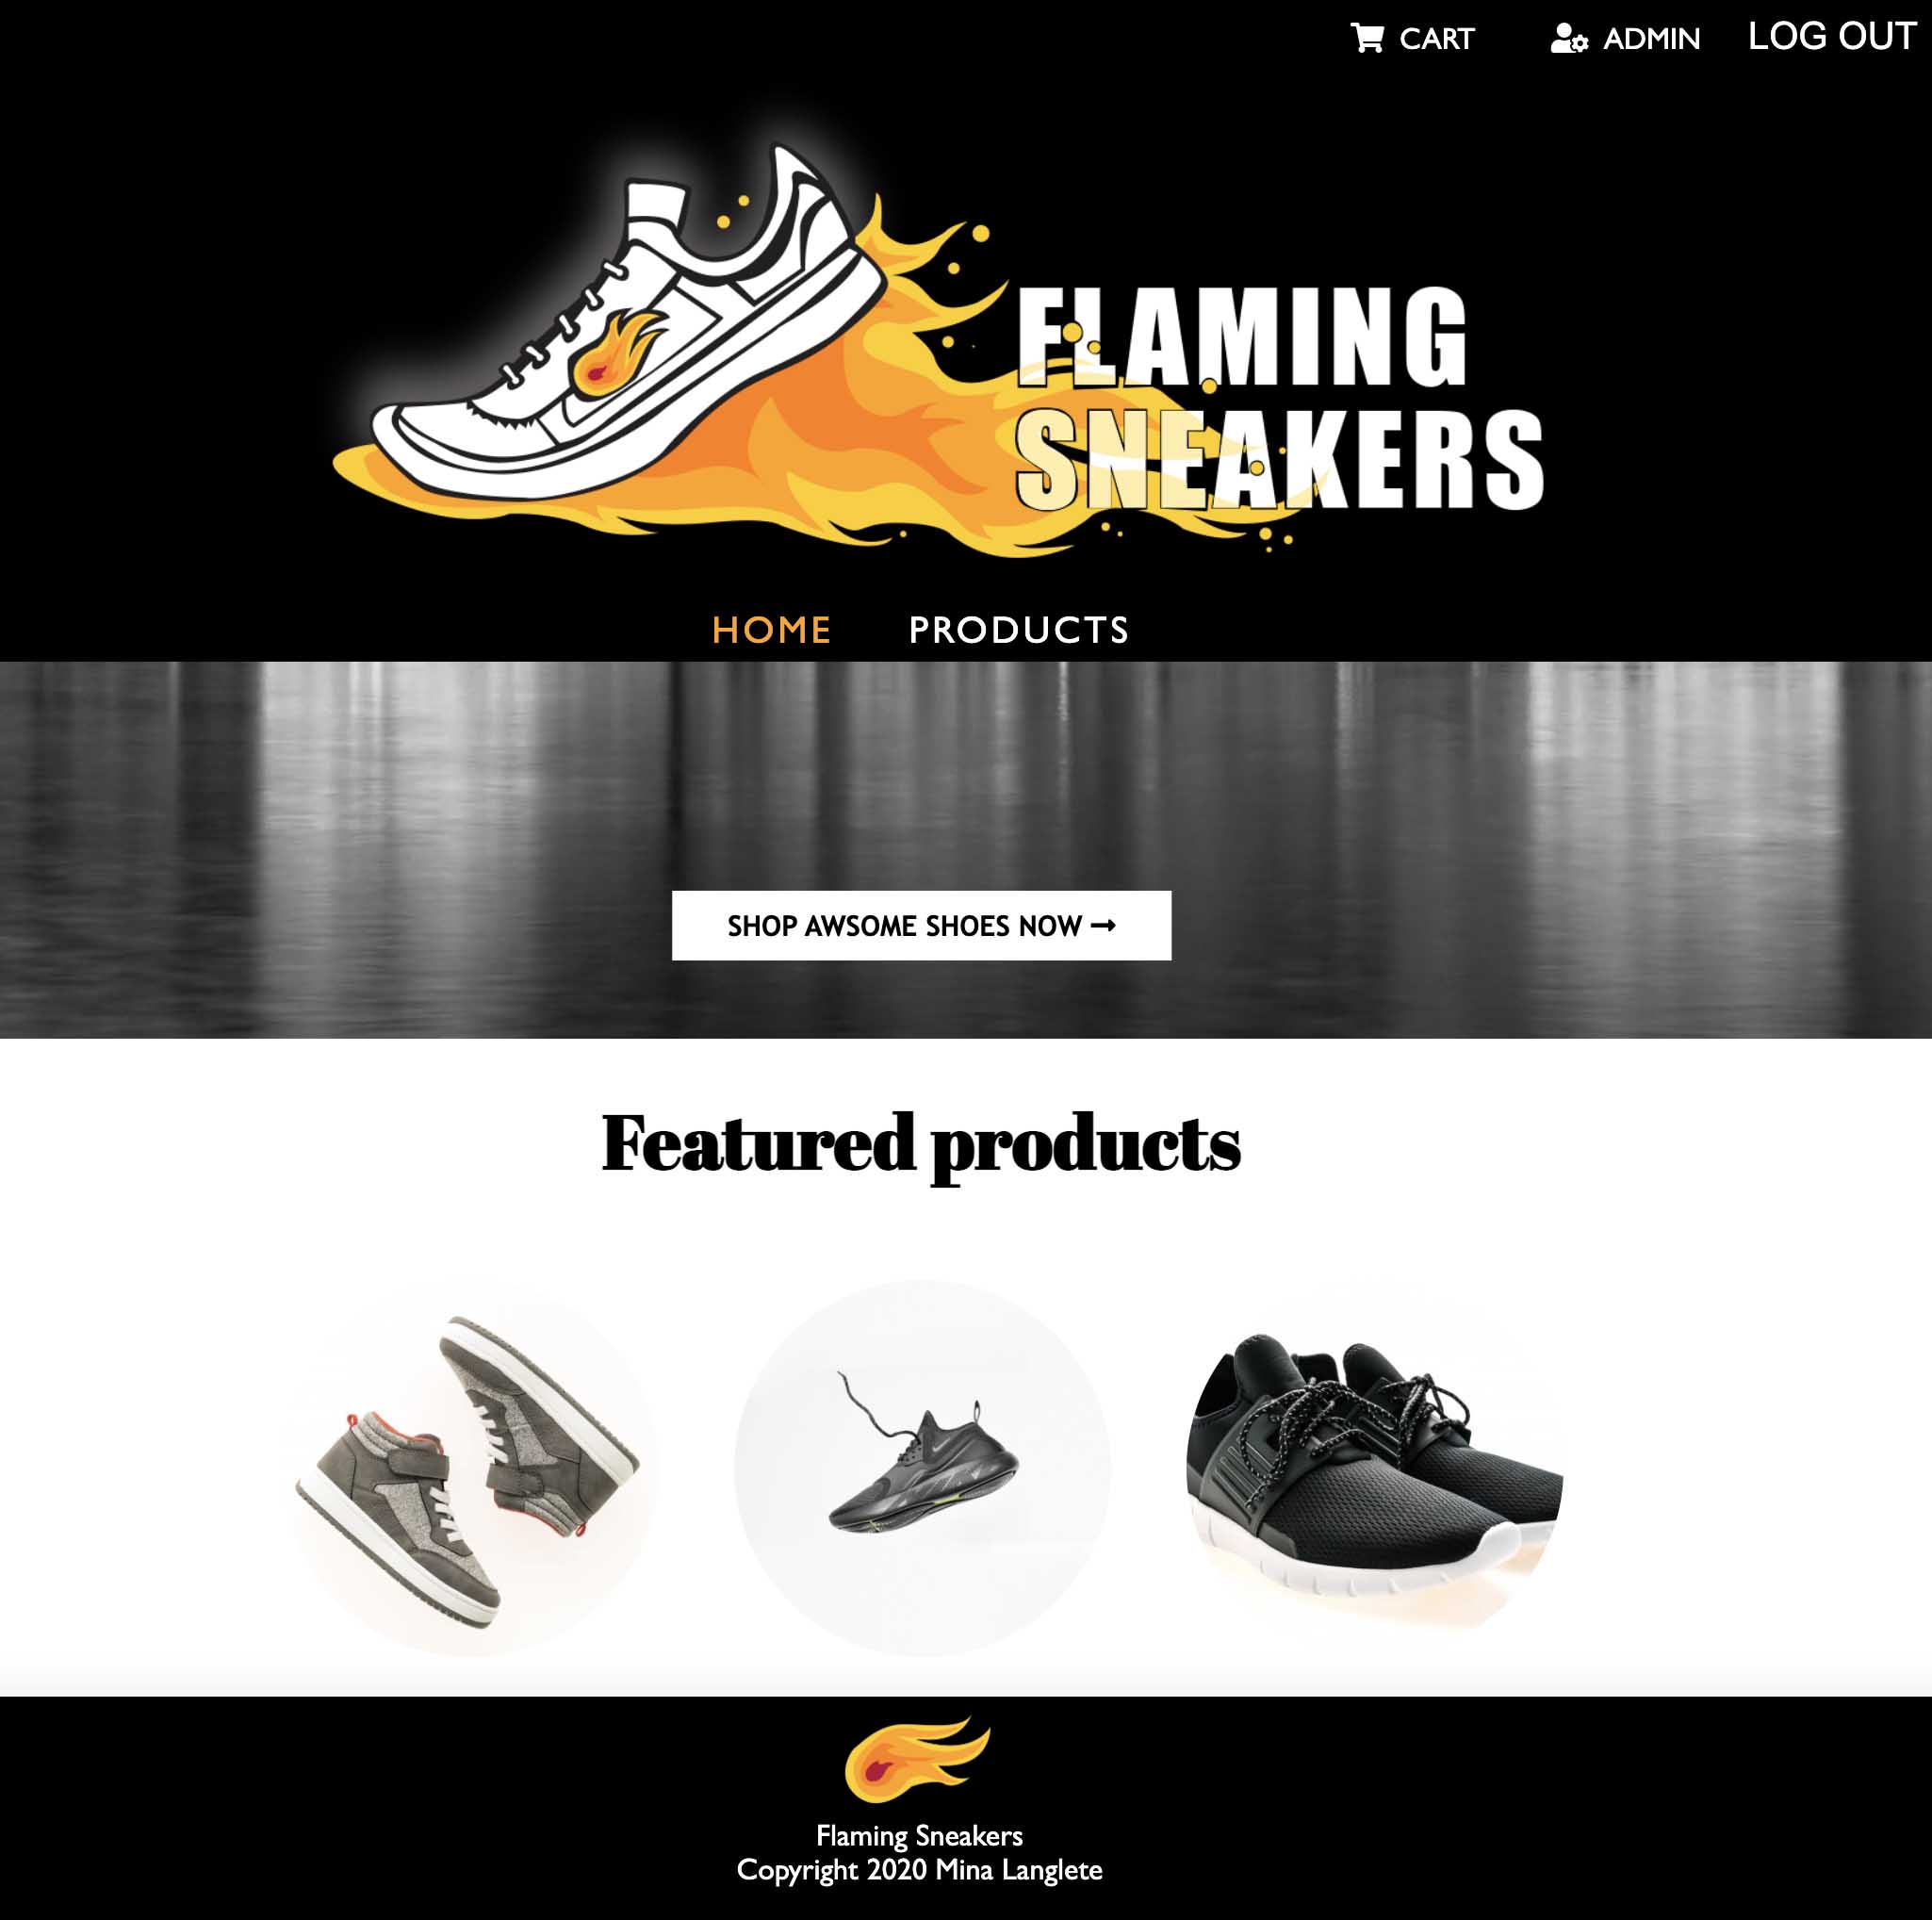 CART ADMIN LOG OUT
FLAMING
SNEAKERS
HOME PRODUCTS
SHOP AWSOME SHOES NOW →
Featured products
Flaming Sneakers
Copyright 2020 Mina Langlete